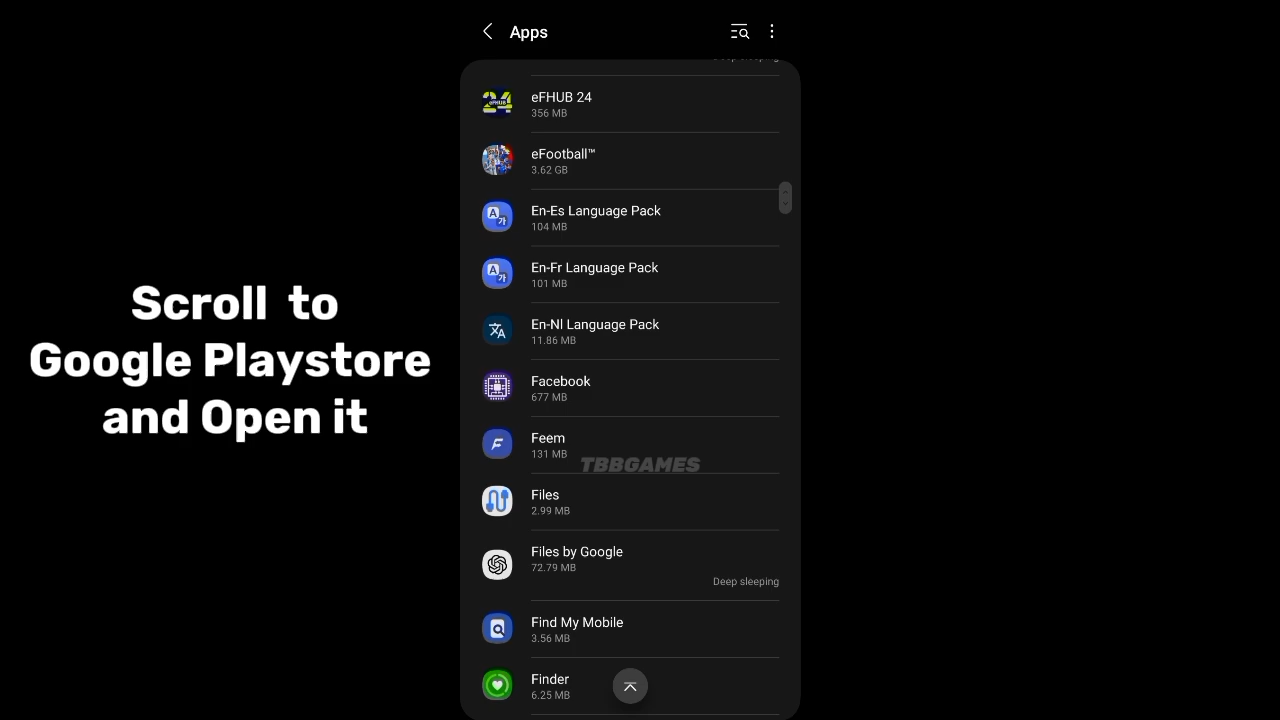 Apps
Deep sleeping
Scroll to
Google Playstore
and Open it
eFHUB 24
356 MB
eFootball™
3.62 GB
En-Es Language Pack
104 MB
En-Fr Language Pack
101 MB
En-Nl Language Pack
11.86 MB
Facebook
677 MB
Feem
131 MB
TBBGAMES
Files
2.99 MB
Files by Google
72.79 MB
Deep sleeping
Find My Mobile
3.56 MB
Finder
6.25 MB